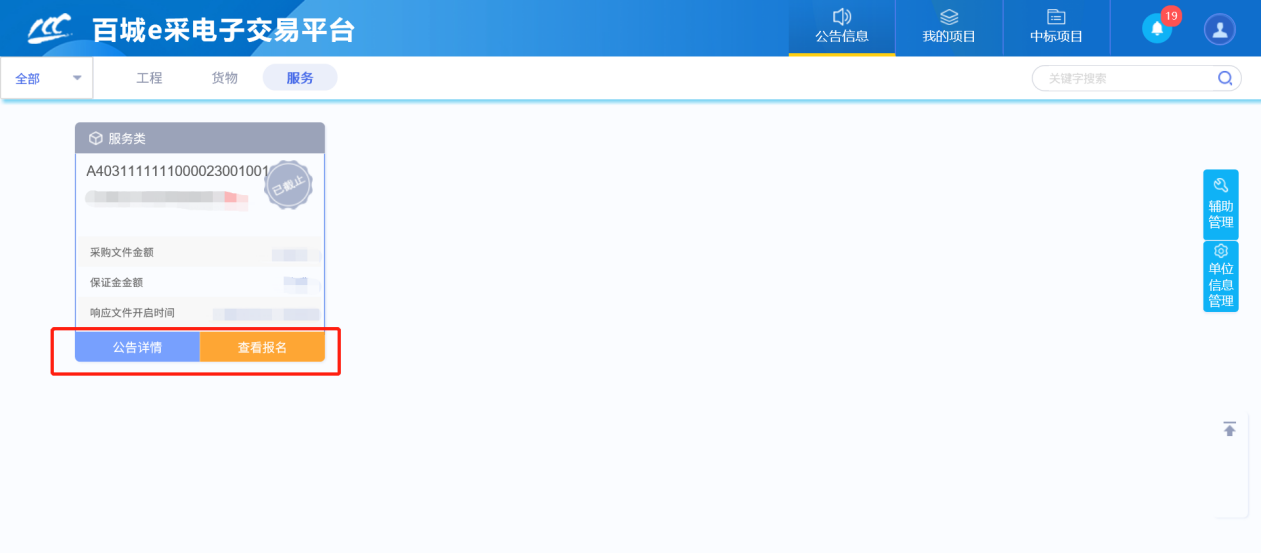 百城e采电子交易平台
公告信息
我的项目
中标项目
19
全部
工程
货物
服务
关键字搜索
服务类
A4031111111000023001001
已截止
采购文件金额
保证金金额
响应文件开启时间
公告详情
查看报名
辅助
管理
单位
信息
管理